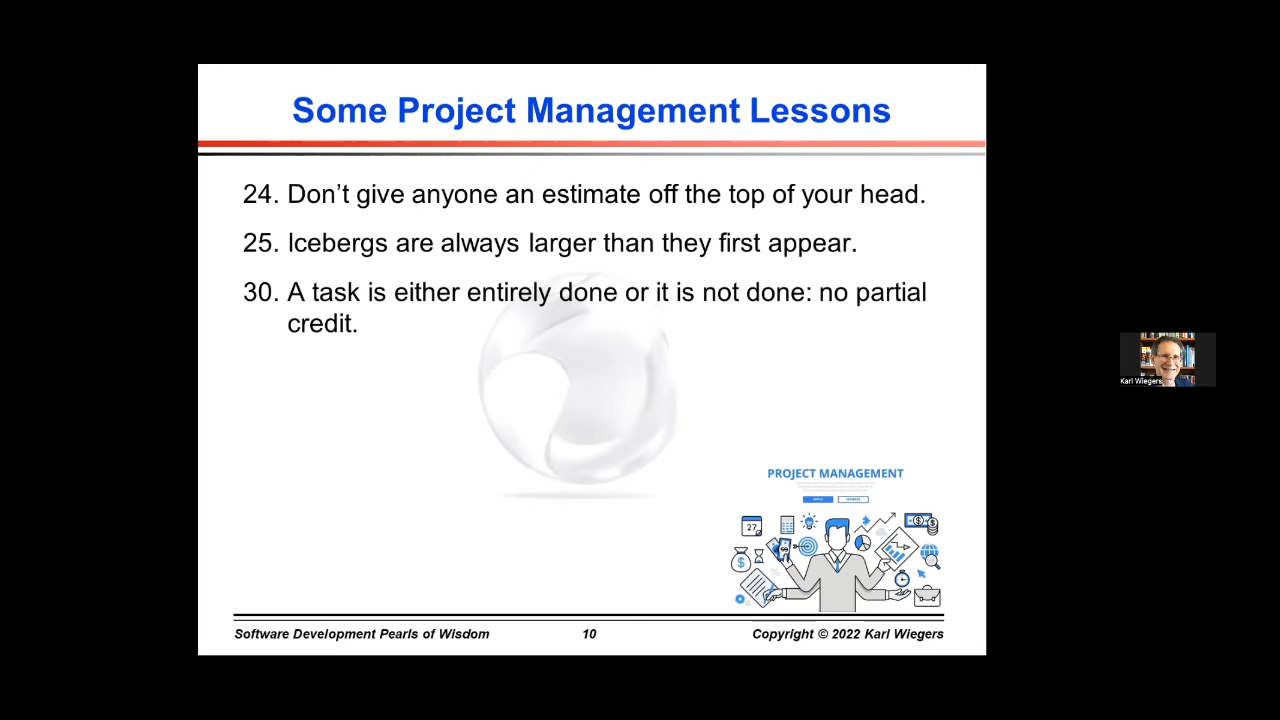 Some Project Management Lessons
24. Don’t give anyone an estimate off the top of your head.
25. Icebergs are always larger than they first appear.
30. A task is either entirely done or it is not done: no partial
credit.
Karl Wiegers
PROJECT MANAGEMENT
27
Software Development Pearls of Wisdom 10 Copyright © 2022 Karl Wiegers